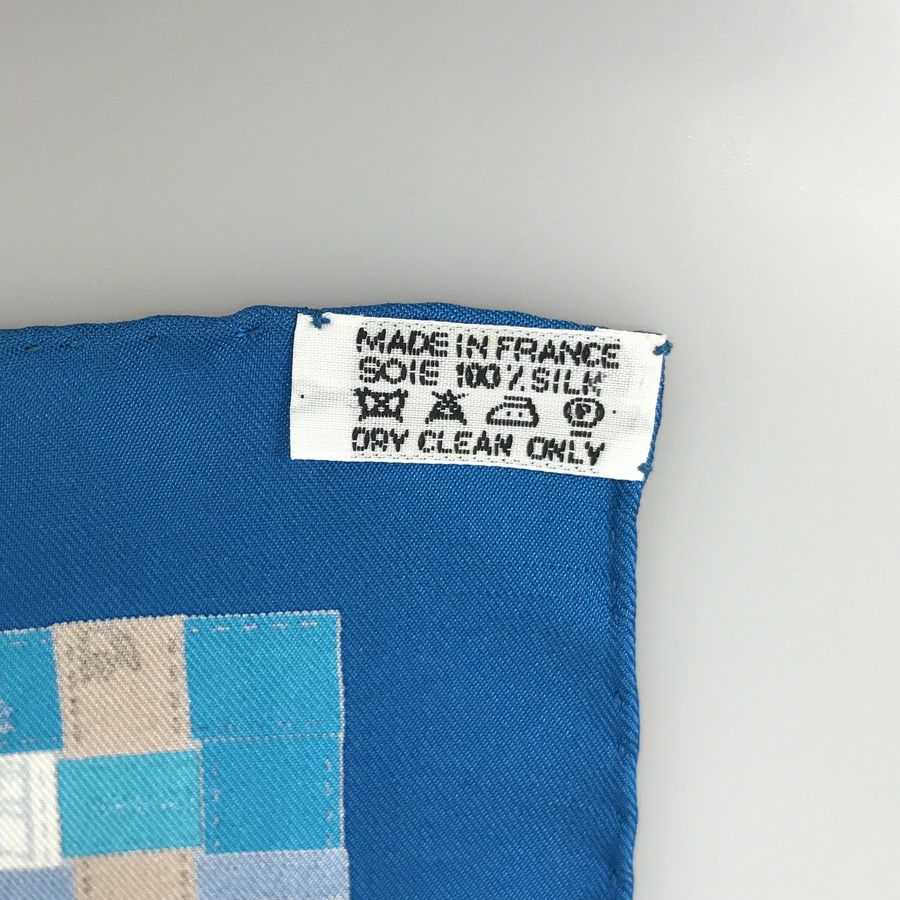 MADE IN FRANCE
SOIE 100% SILK
P
DRY CLEAN ONLY